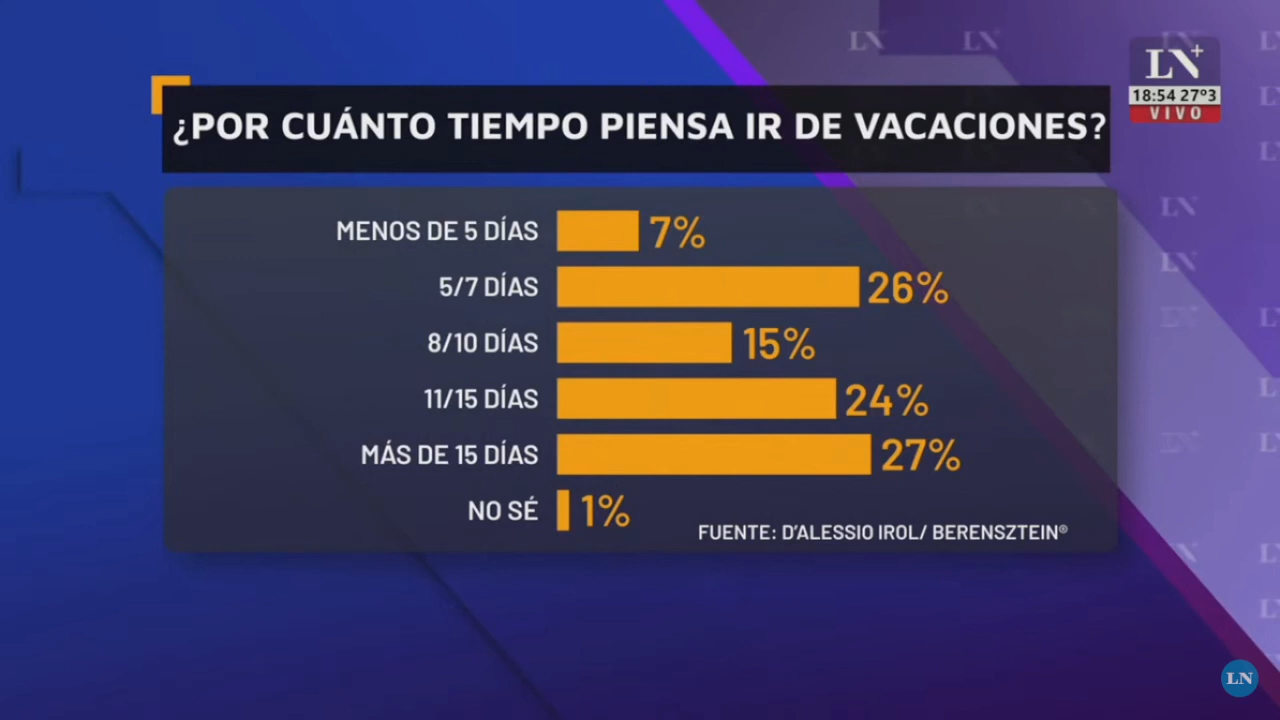 ¿POR CUÁNTO TIEMPO PIENSA IR DE VACACIONES?
LN+
18:54 27º3
VIVO
MENOS DE 5 DÍAS 7%
5/7 DÍAS 26%
8/10 DÍAS 15%
11/15 DÍAS 24%
MÁS DE 15 DÍAS 27%
NO SÉ 1%
FUENTE: D'ALESSIO IROL/ BERENSZTEIN®
LN